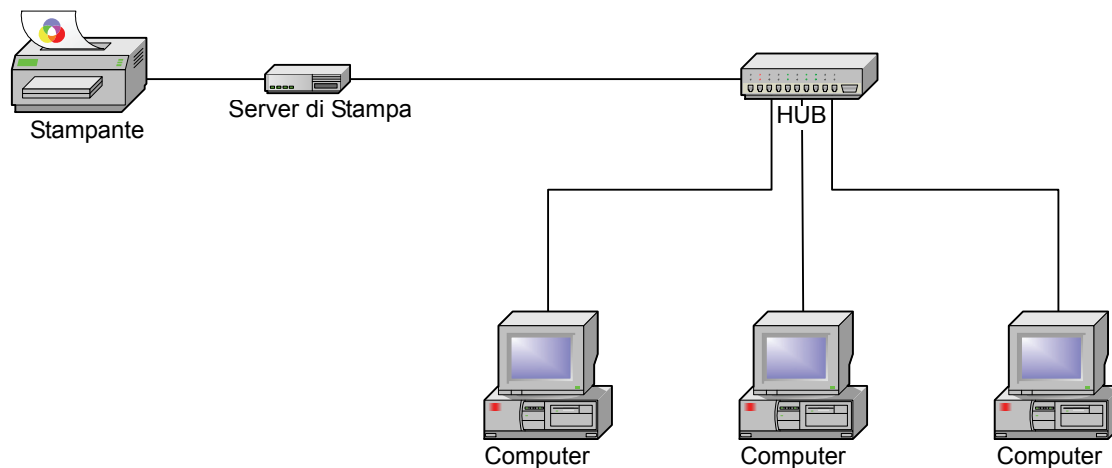 Stampante
Server di Stampa
HUB
Computer
Computer
Computer